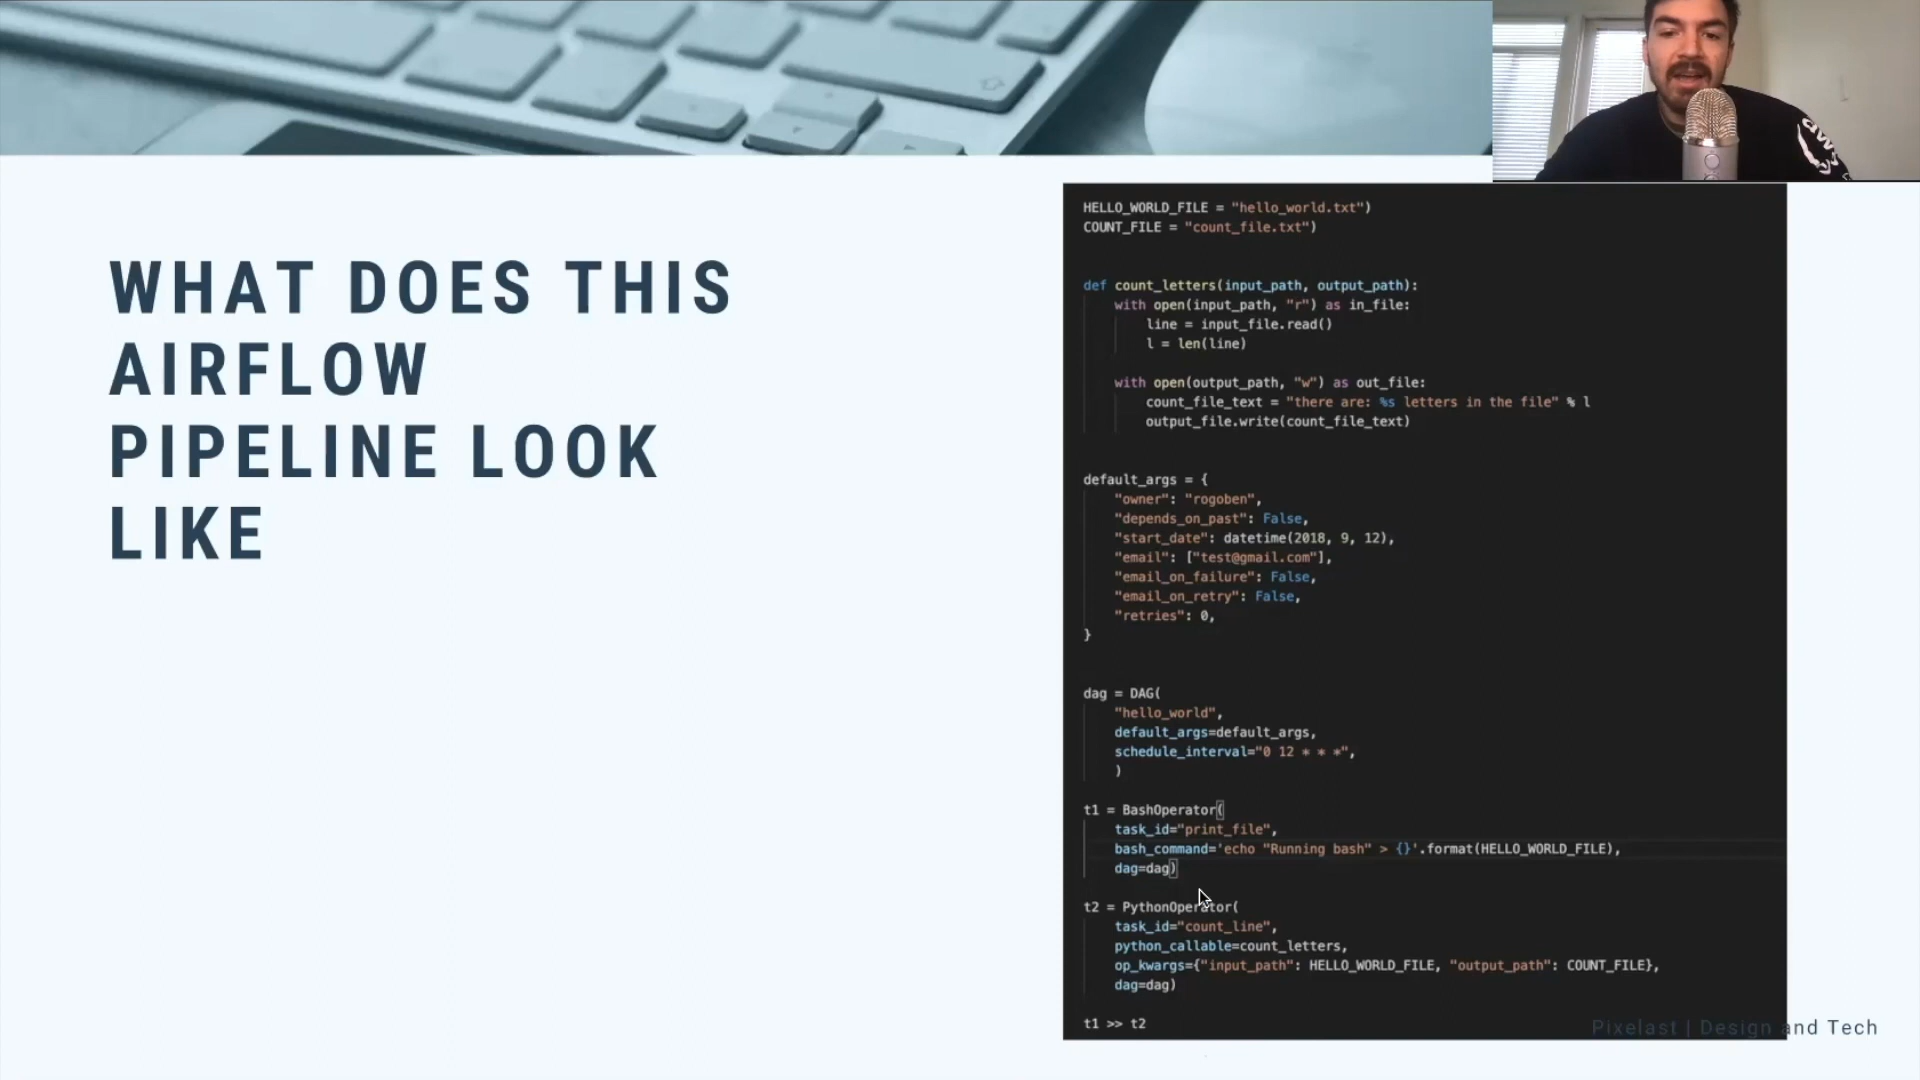 WHAT DOES THIS
AIRFLOW
PIPELINE LOOK
LIKE
HELLO_WORLD_FILE = "hello_world.txt")
COUNT_FILE = "count_file.txt")
def count_letters(input_path, output_path):
with open(input_path, "r") as in_file:
line = input_file.read()
l = len(line)
with open(output_path, "w") as out_file:
count_file_text = "there are: %s letters in the file" % l
output_file.write(count_file_text)
default_args = {
"owner": "rogoben",
"depends_on_past": False,
"start_date": datetime(2018, 9, 12),
"email": ["test@gmail.com"],
"email_on_failure": False,
"email_on_retry": False,
"retries": 0,
}
dag = DAG(
"hello_world",
default_args=default_args,
schedule_interval="0 12 * * *",
)
t1 = BashOperator(
task_id="print_file",
bash_command='echo "Running bash" > {}'.format(HELLO_WORLD_FILE),
dag=dag)
t2 = PythonOperator(
task_id="count_line",
python_callable=count_letters,
op_kwargs={"input_path": HELLO_WORLD_FILE, "output_path": COUNT_FILE},
dag=dag)
t1 >> t2
Pixelast | Design and Tech